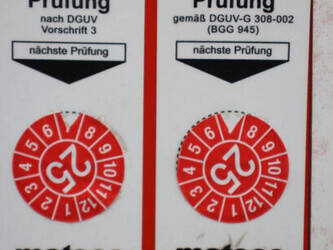 Prüfung
nach DGUV
Vorschrift 3
nächste Prüfung
1 2 3 4 5 6 8 9 10 11 12
25
Prüfung
gemäß DGUV-G 308-002
(BGG 945)
nächste Prüfung
1 2 3 4 5 6 8 9 10 11 12
25